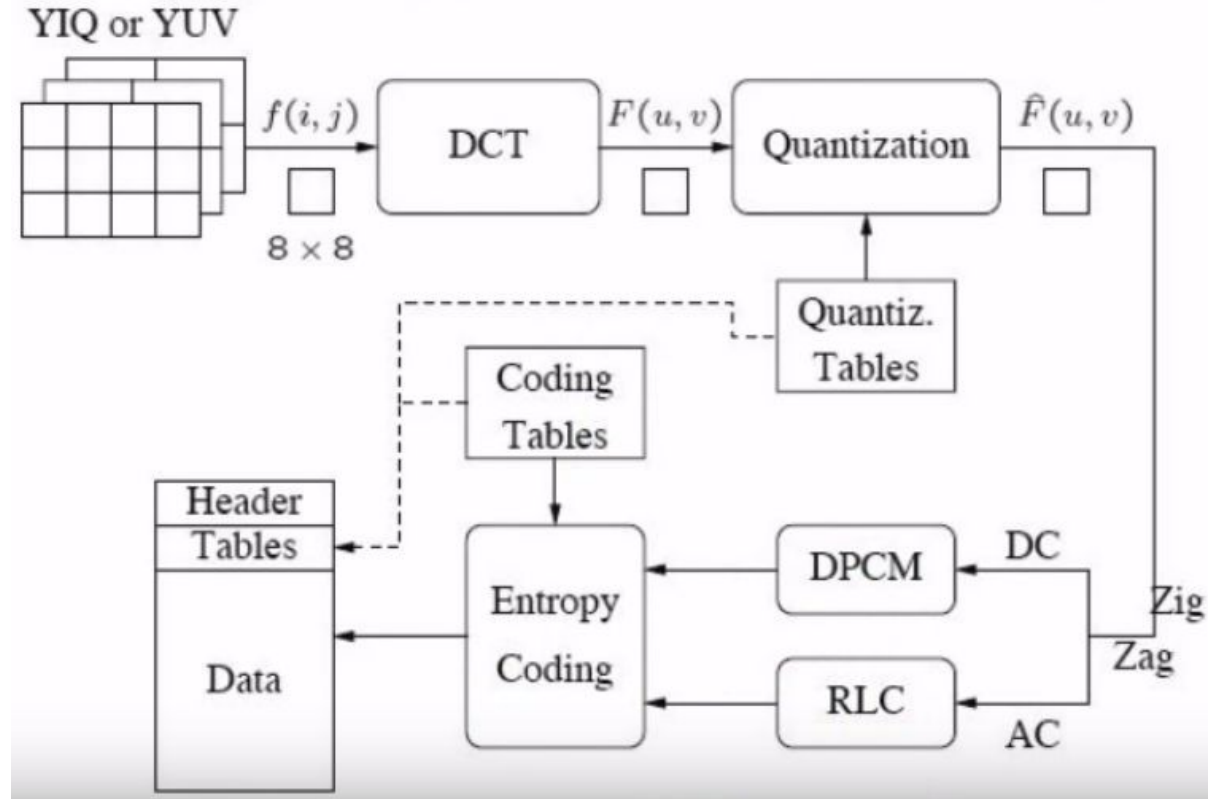 YIQ or YUV
f(i, j)
8 × 8
DCT
F(u, v)
Quantization
F̂(u, v)
Quantiz.
Tables
Coding
Tables
Header
Tables
Data
Entropy
Coding
DPCM
DC
Zig
Zag
RLC
AC